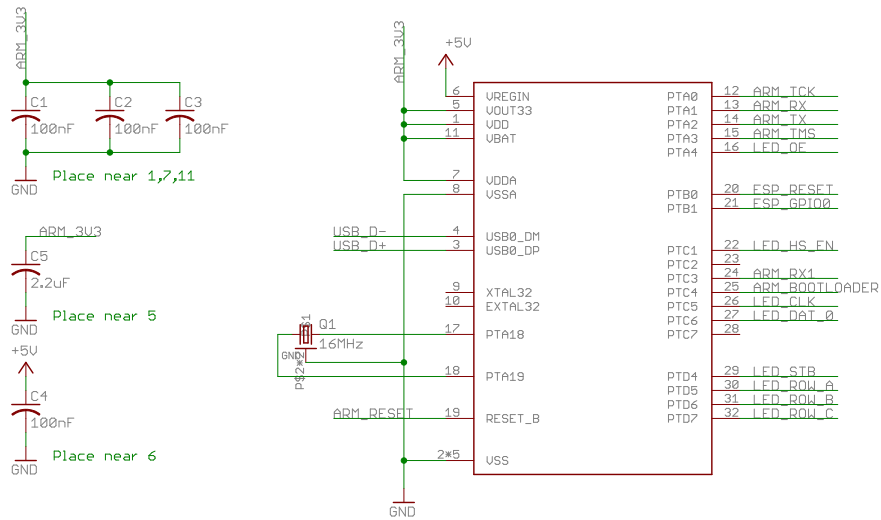 ARM_3V3
C1
100nF
C2
100nF
C3
100nF
GND
Place near 1,7,11
ARM_3V3
C5
2.2uF
GND
Place near 5
+5V
C4
100nF
GND
Place near 6
ARM_3V3
+5V
6 VREGIN
5 VOUT33
1 VDD
11 VBAT
7 VDDA
8 VSSA
USB_D- 4 USB0_DM
USB_D+ 3 USB0_DP
9 XTAL32
10 EXTAL32
Q1
16MHz
GND
17 PTA18
18 PTA19
ARM_RESET 19 RESET_B
2*5 VSS
GND
PTA0 12 ARM_TCK
PTA1 13 ARM_RX
PTA2 14 ARM_TX
PTA3 15 ARM_TMS
PTA4 16 LED_OE
PTB0 20 ESP_RESET
PTB1 21 ESP_GPIO0
PTC1 22 LED_HS_EN
PTC2 23
PTC3 24 ARM_RX1
PTC4 25 ARM_BOOTLOADER
PTC5 26 LED_CLK
PTC6 27 LED_DAT_0
PTC7 28
PTD4 29 LED_STB
PTD5 30 LED_ROW_A
PTD6 31 LED_ROW_B
PTD7 32 LED_ROW_C